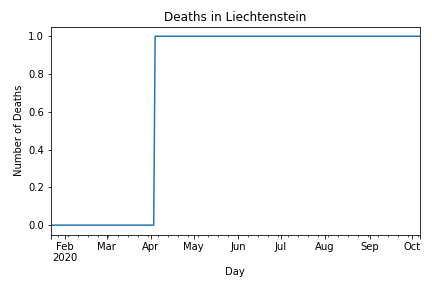 Deaths in Liechtenstein
1.0
0.8
0.6
0.4
0.2
0.0
Number of Deaths
Feb Mar Apr May Jun Jul Aug Sep Oct
2020
Day